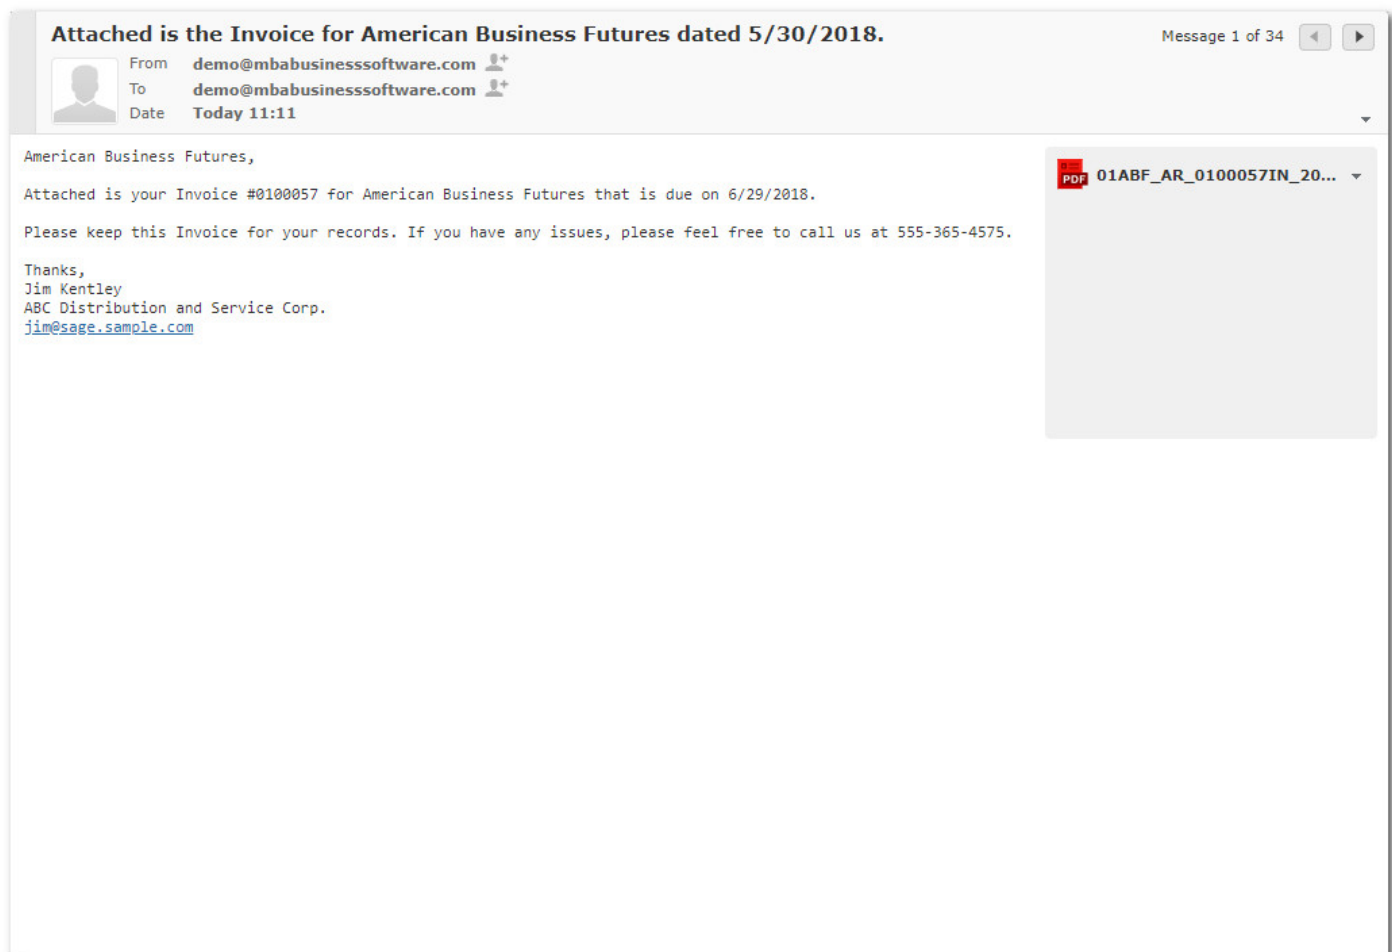 Attached is the Invoice for American Business Futures dated 5/30/2018.
Message 1 of 34
From demo@mbabusinesssoftware.com
To demo@mbabusinesssoftware.com
Date Today 11:11
American Business Futures,
Attached is your Invoice #0100057 for American Business Futures that is due on 6/29/2018.
Please keep this Invoice for your records. If you have any issues, please feel free to call us at 555-365-4575.
Thanks,
Jim Kentley
ABC Distribution and Service Corp.
jim@sage.sample.com
PDF 01ABF_AR_0100057IN_20...